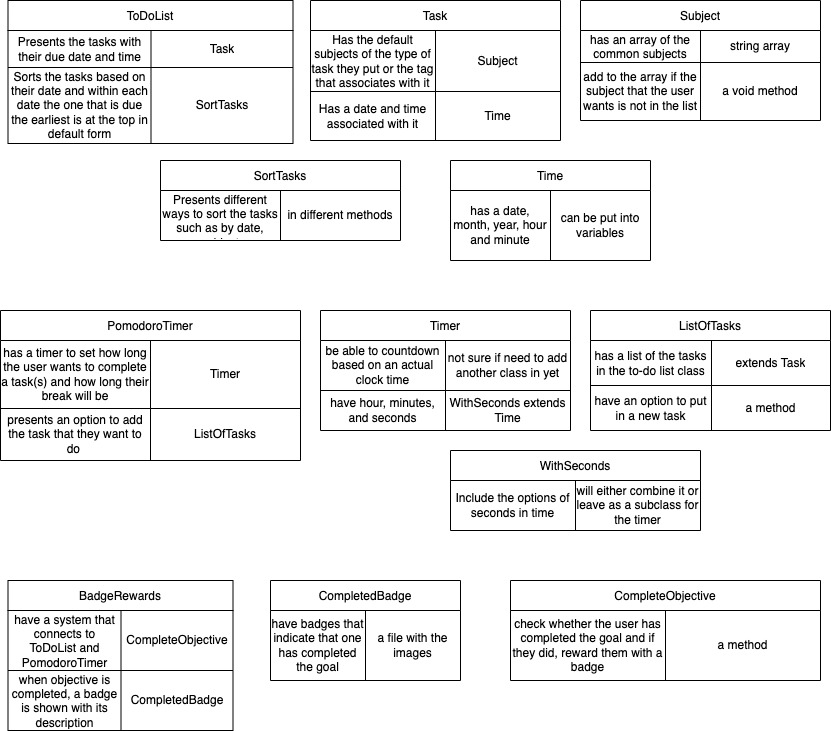 ToDoList
Presents the tasks with
their due date and time
Task
Sorts the tasks based on
their date and within each
date the one that is due
the earliest is at the top in
default form
SortTasks
Task
Has the default
subjects of the type of
task they put or the tag
that associates with it
Subject
Has a date and time
associated with it
Time
Subject
has an array of the
common subjects
string array
add to the array if the
subject that the user
wants is not in the list
a void method
SortTasks
Presents different
ways to sort the tasks
such as by date,
in different methods
Time
has a date,
month, year, hour
and minute
can be put into
variables
PomodoroTimer
has a timer to set how long
the user wants to complete
a task(s) and how long their
break will be
Timer
presents an option to add
the task that they want to
do
ListOfTasks
Timer
be able to countdown
based on an actual
clock time
not sure if need to add
another class in yet
have hour, minutes,
and seconds
WithSeconds extends
Time
ListOfTasks
has a list of the tasks
in the to-do list class
extends Task
have an option to put
in a new task
a method
WithSeconds
Include the options of
seconds in time
will either combine it or
leave as a subclass for
the timer
BadgeRewards
have a system that
connects to
ToDoList and
PomodoroTimer
CompleteObjective
when objective is
completed, a badge
is shown with its
description
CompletedBadge
CompletedBadge
have badges that
indicate that one
has completed
the goal
a file with the
images
CompleteObjective
check whether the user has
completed the goal and if
they did, reward them with a
badge
a method